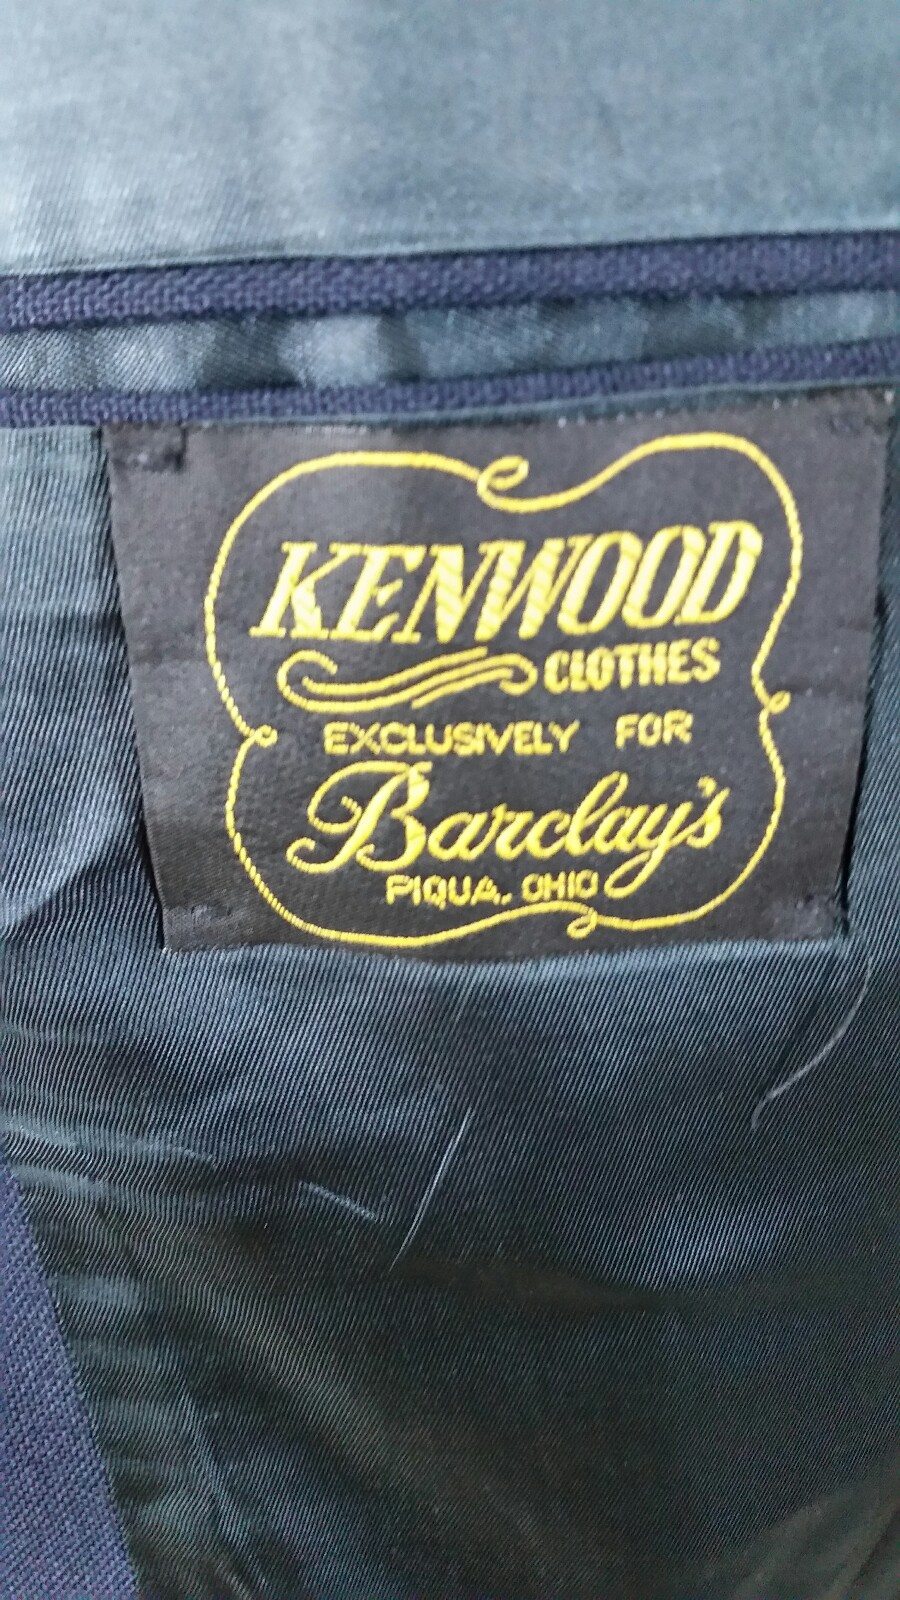 KENWOOD
CLOTHES
EXCLUSIVELY FOR
Barclay's
PIQUA, OHIO